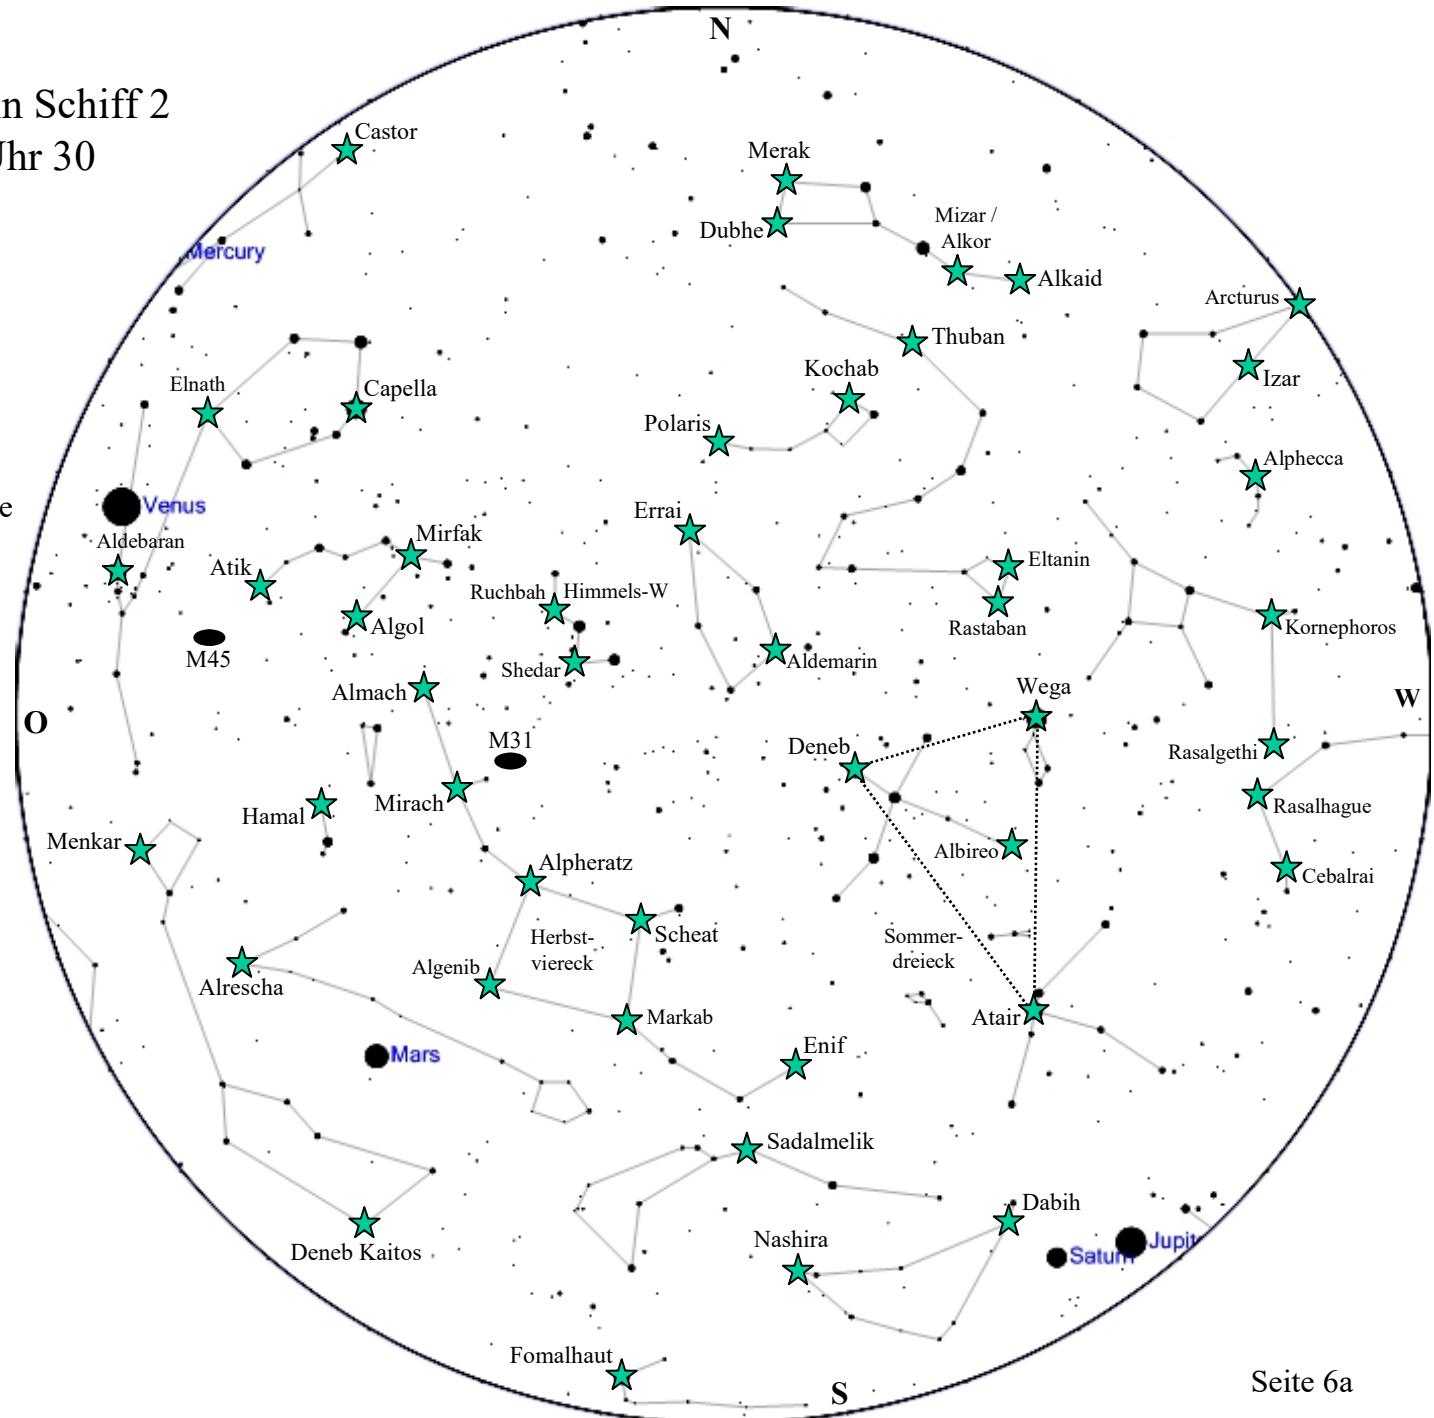 N
n Schiff 2
Uhr 30
Castor
Merak
Dubhe
Mizar /
Alkor
Alkaid
Mercury
Arcturus
Thuban
Izar
Kochab
Elnath
Capella
Polaris
Alphecca
Venus
e
Errai
Aldebaran
Mirfak
Atik
Eltanin
Ruchbah
Himmels-W
Algol
Rastaban
Kornephoros
M45
Shedar
Aldemarin
Almach
Wega
O
W
M31
Deneb
Rasalgethi
Mirach
Hamal
Rasalhague
Menkar
Albireo
Alpheratz
Cebalrai
Scheat
Herbst-
viereck
Sommer-
dreieck
Algenib
Alrescha
Markab
Atair
Mars
Enif
Sadalmelik
Dabih
Nashira
Deneb Kaitos
Saturn
Jupite
Fomalhaut
S
Seite 6a